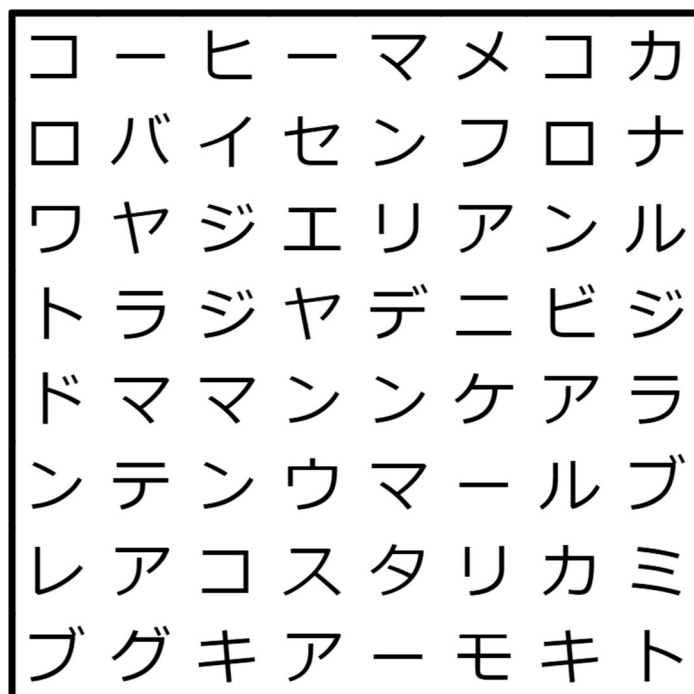 コーヒーマメコカ
ロバイセンフロナ
ワヤジエリアンル
トラジヤデニビジ
ドママンンケアラ
ンテンウマールブ
レアコスタリカミ
ブグキアーモキト